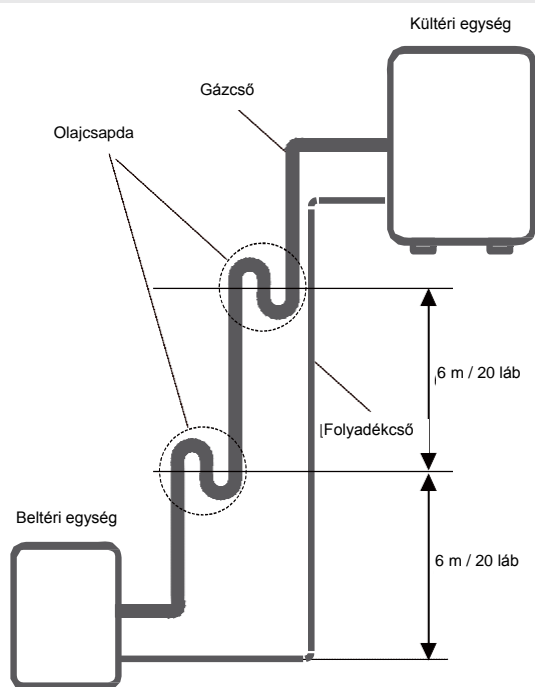 Kültéri egység
Gázcső
Olajcsapda
6 m / 20 láb
Folyadékcső
Beltéri egység
6 m / 20 láb